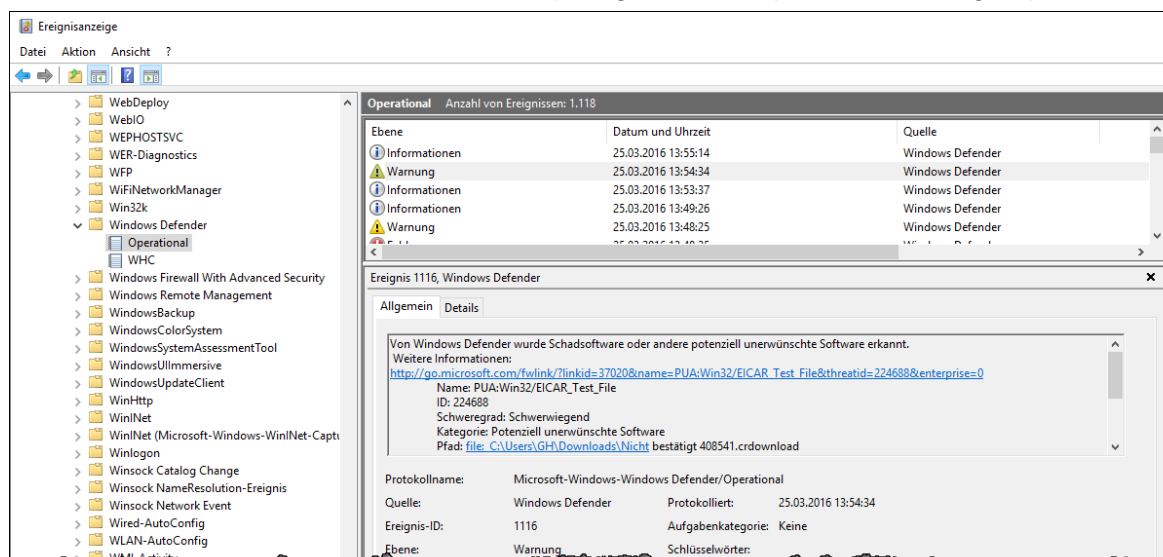 Ereignisanzeige
Datei Aktion Ansicht ?
WebDeploy
WebIO
WEPHOSTSVC
WER-Diagnostics
WFP
WiFiNetworkManager
Win32k
Windows Defender
Operational
WHC
Windows Firewall With Advanced Security
Windows Remote Management
WindowsBackup
WindowsColorSystem
WindowsSystemAssessmentTool
WindowsUIImmersive
WindowsUpdateClient
WinHttp
WinINet
WinINet (Microsoft-Windows-WinINet-Captu
Winlogon
Winsock Catalog Change
Winsock NameResolution-Ereignis
Winsock Network Event
Wired-AutoConfig
WLAN-AutoConfig
Operational Anzahl von Ereignissen: 1.118
Ebene Datum und Uhrzeit Quelle
Informationen 25.03.2016 13:55:14 Windows Defender
Warnung 25.03.2016 13:54:34 Windows Defender
Informationen 25.03.2016 13:53:37 Windows Defender
Informationen 25.03.2016 13:49:26 Windows Defender
Warnung 25.03.2016 13:48:25 Windows Defender
Ereignis 1116, Windows Defender
Allgemein Details
Von Windows Defender wurde Schadsoftware oder andere potenziell unerwünschte Software erkannt.
Weitere Informationen:
http://go.microsoft.com/fwlink/?linkid=37020&name=PUA:Win32/EICAR_Test_File&threatid=224688&enterprise=0
Name: PUA:Win32/EICAR_Test_File
ID: 224688
Schweregrad: Schwerwiegend
Kategorie: Potenziell unerwünschte Software
Pfad: file:_C:\Users\GH\Downloads\Nicht bestätigt 408541.crdownload
Protokollname: Microsoft-Windows-Windows Defender/Operational
Quelle: Windows Defender Protokolliert: 25.03.2016 13:54:34
Ereignis-ID: 1116 Aufgabenkategorie: Keine
Ebene: Warnung Schlüsselwörter: